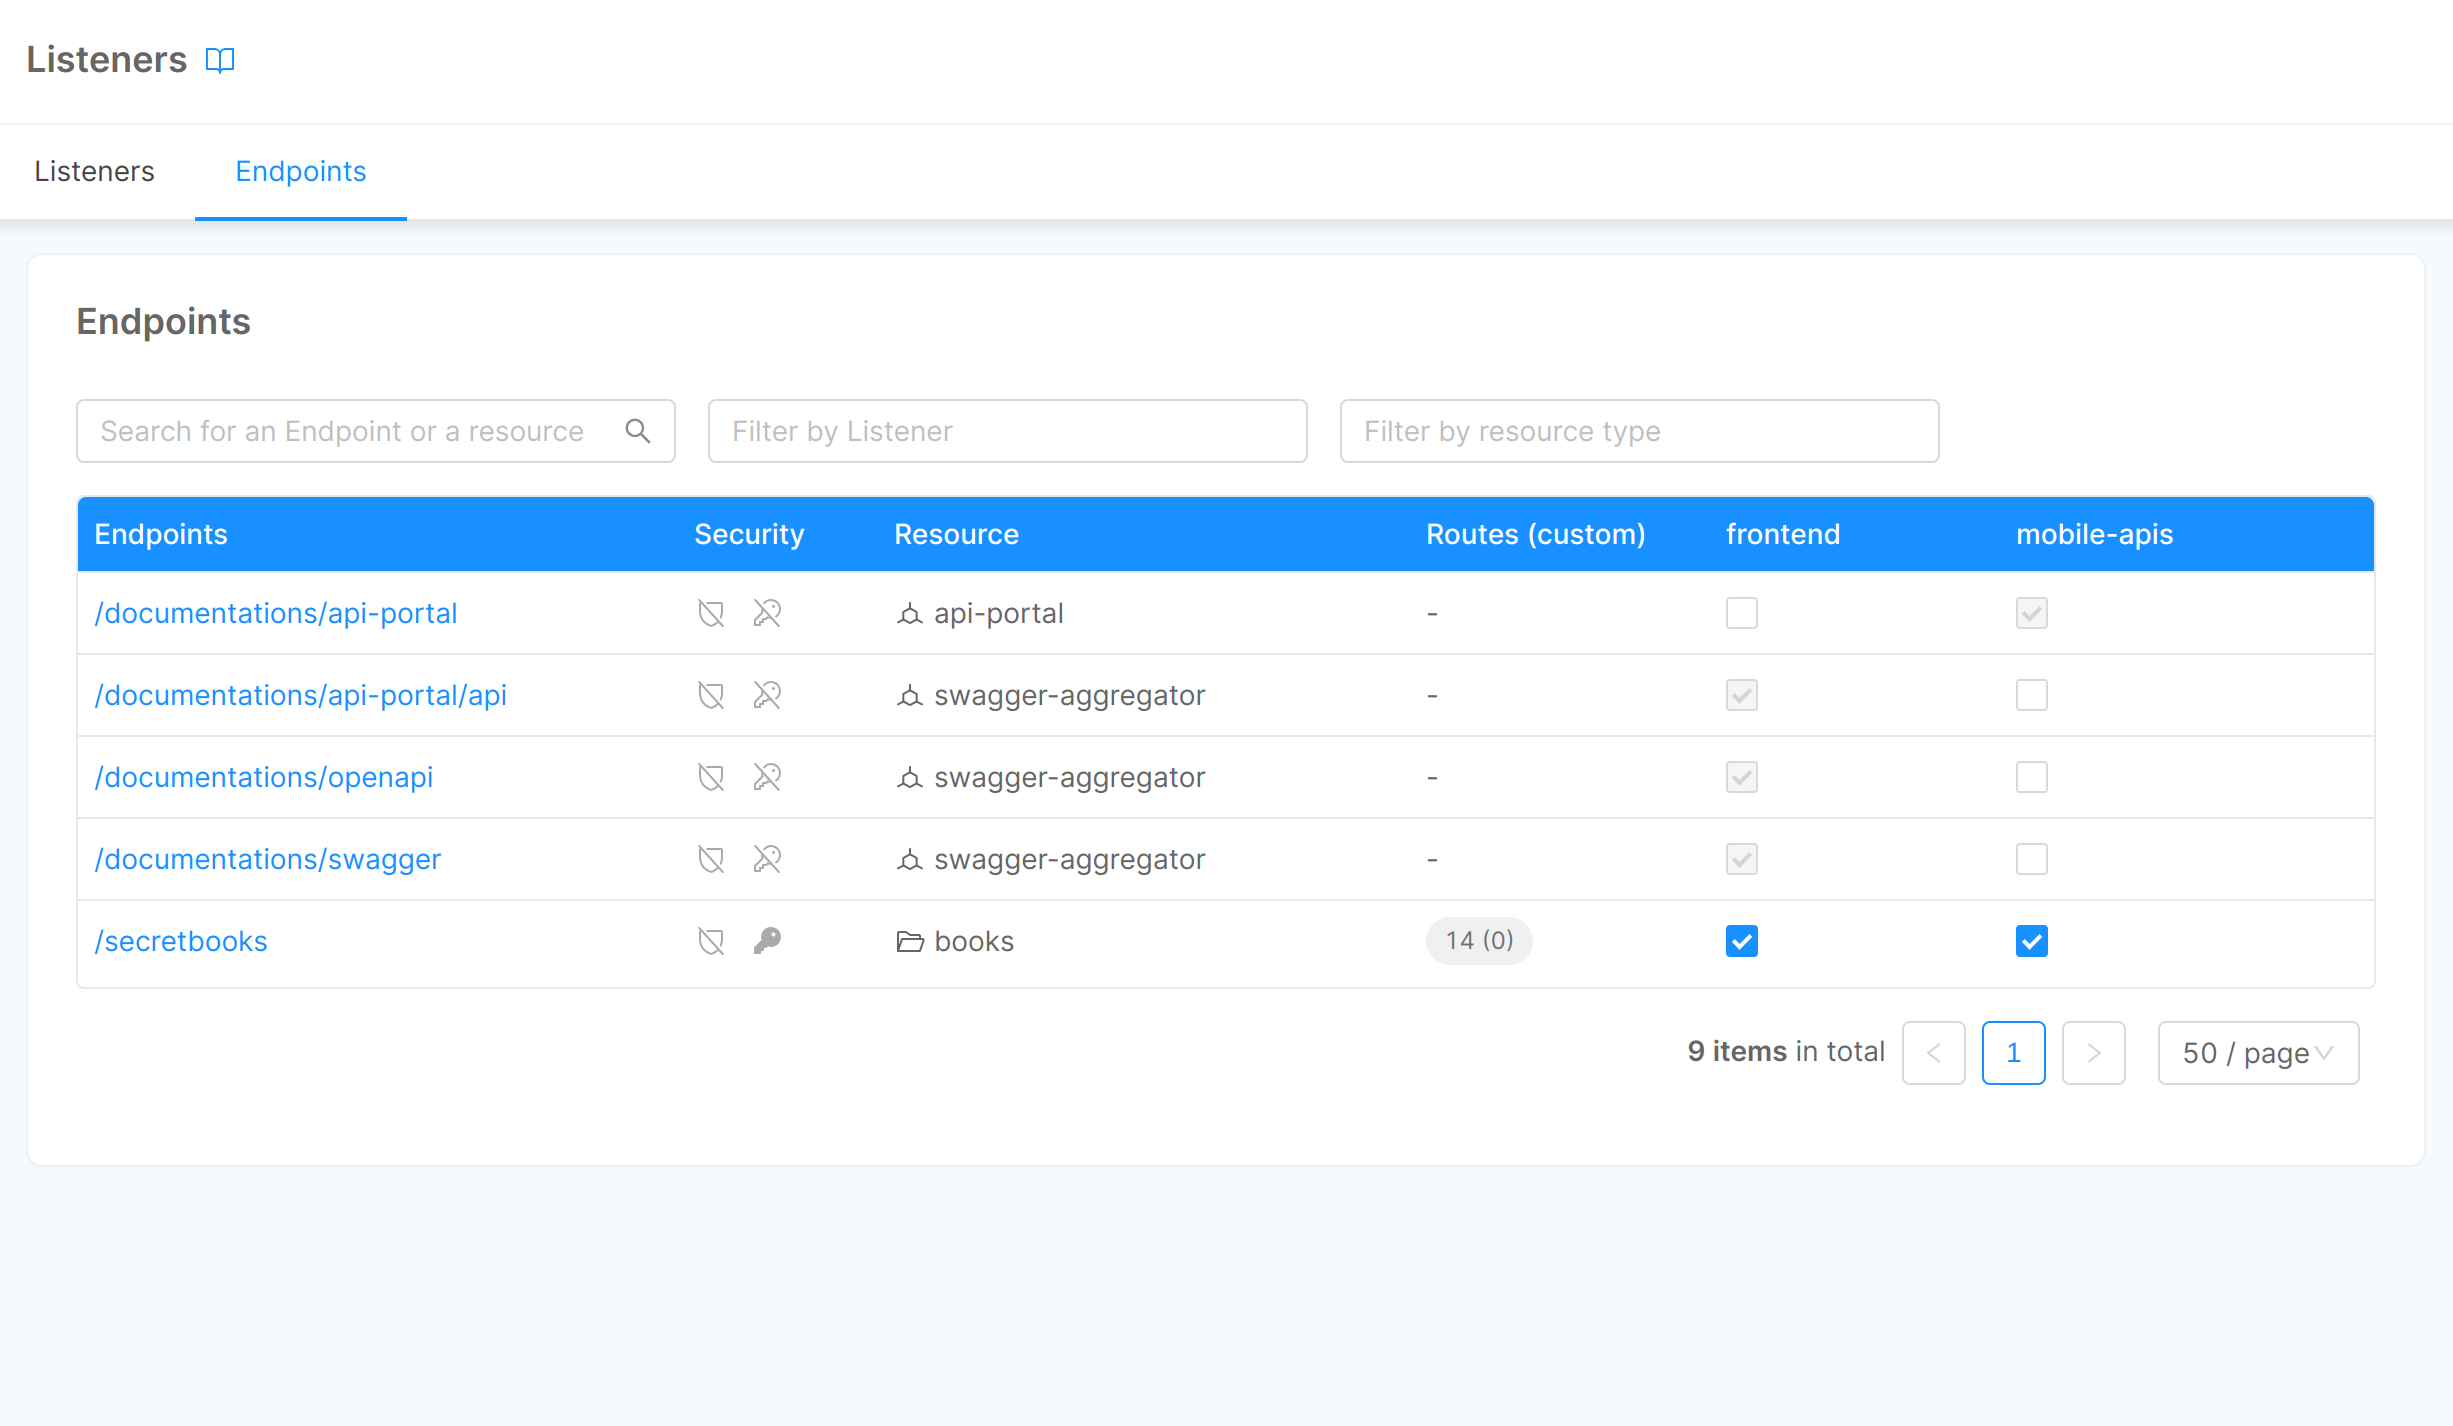 Listeners
Listeners Endpoints
Endpoints
Search for an Endpoint or a resource Filter by Listener Filter by resource type
Endpoints Security Resource Routes (custom) frontend mobile-apis
/documentations/api-portal api-portal -
/documentations/api-portal/api swagger-aggregator -
/documentations/openapi swagger-aggregator -
/documentations/swagger swagger-aggregator -
/secretbooks books 14 (0)
9 items in total < 1 > 50 / page